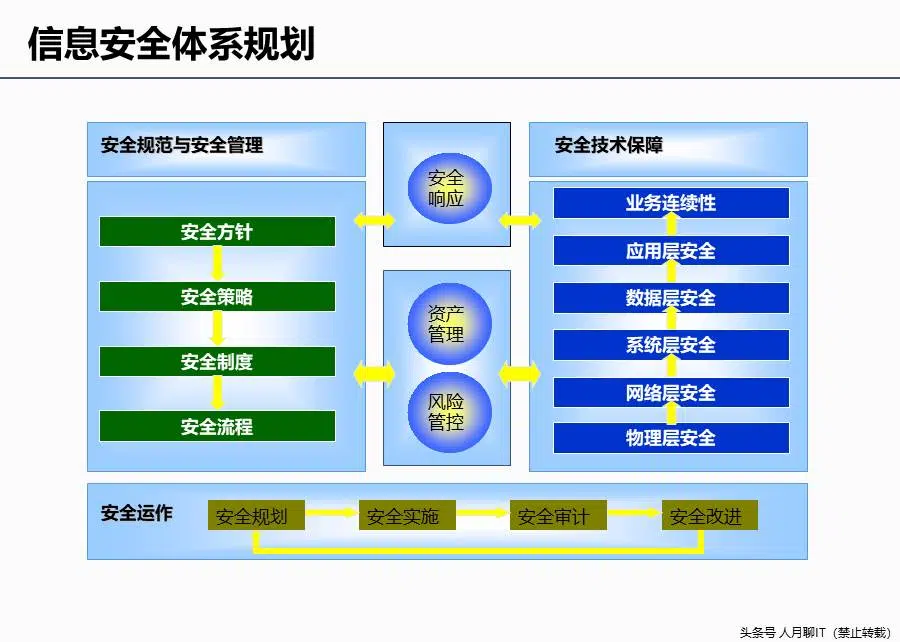 信息安全体系规划
安全规范与安全管理
安全方针
安全策略
安全制度
安全流程
安全
响应
资产
管理
风险
管控
安全技术保障
业务连续性
应用层安全
数据层安全
系统层安全
网络层安全
物理层安全
安全运作
安全规划
安全实施
安全审计
安全改进
头条号 人月聊IT（禁止转载）